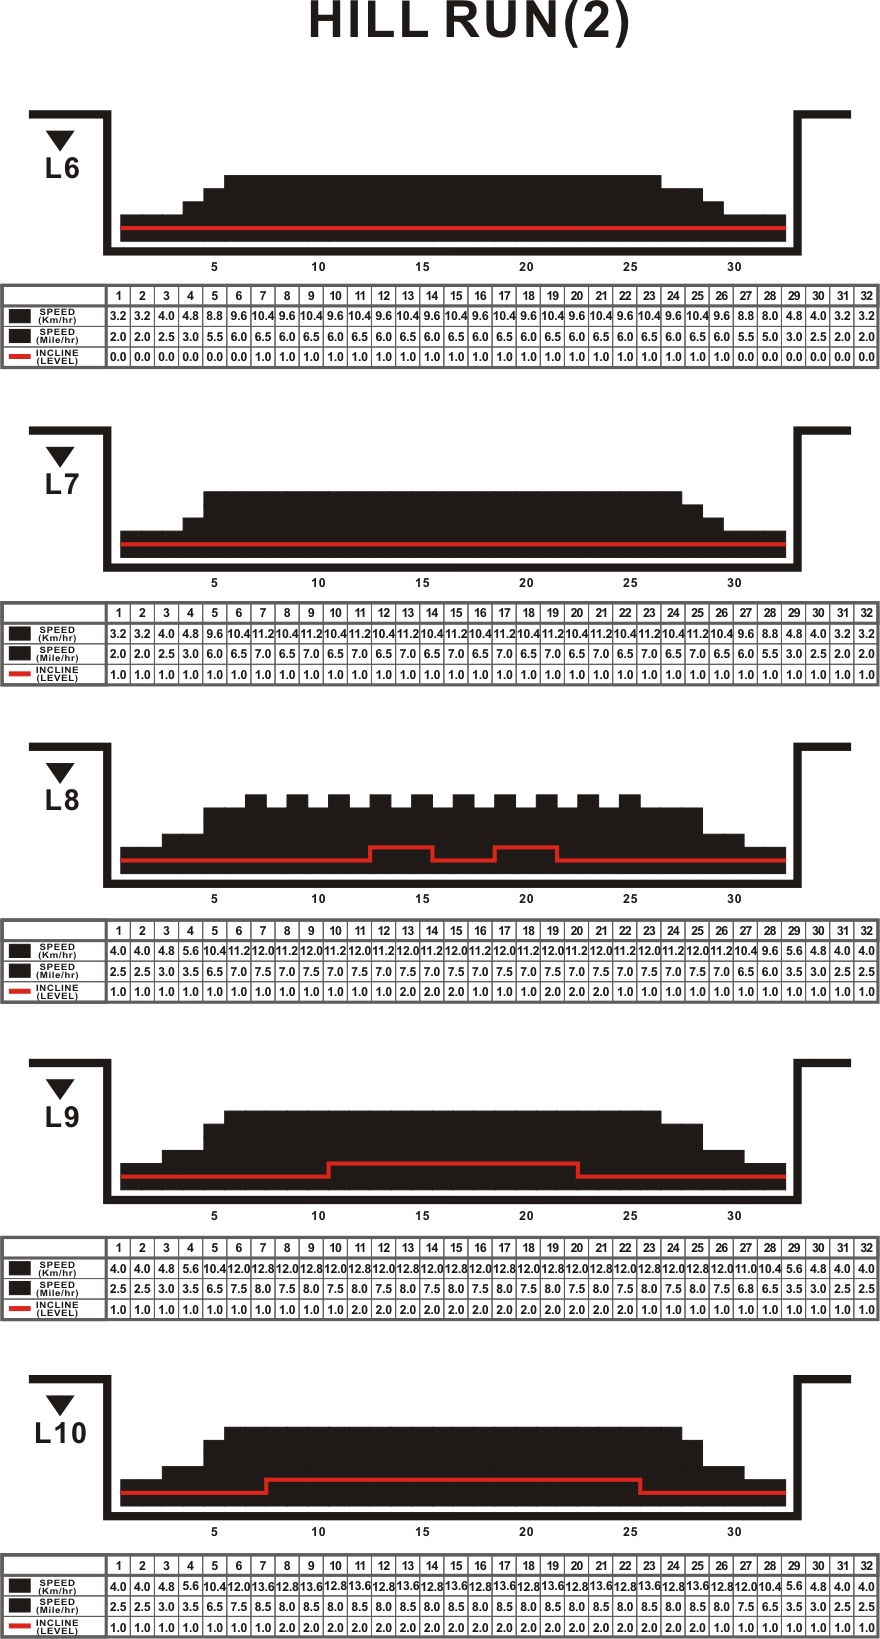 HILL RUN(2)
L6
5 10 15 20 25 30
1 2 3 4 5 6 7 8 9 10 11 12 13 14 15 16 17 18 19 20 21 22 23 24 25 26 27 28 29 30 31 32
SPEED (Km/hr) 3.2 3.2 4.0 4.8 8.8 9.6 10.4 9.6 10.4 9.6 10.4 9.6 10.4 9.6 10.4 9.6 10.4 9.6 10.4 9.6 10.4 9.6 10.4 9.6 10.4 9.6 8.8 8.0 4.8 4.0 3.2 3.2
SPEED (Mile/hr) 2.0 2.0 2.5 3.0 5.5 6.0 6.5 6.0 6.5 6.0 6.5 6.0 6.5 6.0 6.5 6.0 6.5 6.0 6.5 6.0 6.5 6.0 6.5 6.0 6.5 6.0 5.5 5.0 3.0 2.5 2.0 2.0
INCLINE (LEVEL) 0.0 0.0 0.0 0.0 0.0 0.0 1.0 1.0 1.0 1.0 1.0 1.0 1.0 1.0 1.0 1.0 1.0 1.0 1.0 1.0 1.0 1.0 1.0 1.0 1.0 1.0 0.0 0.0 0.0 0.0 0.0 0.0
L7
5 10 15 20 25 30
1 2 3 4 5 6 7 8 9 10 11 12 13 14 15 16 17 18 19 20 21 22 23 24 25 26 27 28 29 30 31 32
SPEED (Km/hr) 3.2 3.2 4.0 4.8 9.6 10.4 11.2 10.4 11.2 10.4 11.2 10.4 11.2 10.4 11.2 10.4 11.2 10.4 11.2 10.4 11.2 10.4 11.2 10.4 11.2 10.4 9.6 8.8 4.8 4.0 3.2 3.2
SPEED (Mile/hr) 2.0 2.0 2.5 3.0 6.0 6.5 7.0 6.5 7.0 6.5 7.0 6.5 7.0 6.5 7.0 6.5 7.0 6.5 7.0 6.5 7.0 6.5 7.0 6.5 7.0 6.5 6.0 5.5 3.0 2.5 2.0 2.0
INCLINE (LEVEL) 1.0 1.0 1.0 1.0 1.0 1.0 1.0 1.0 1.0 1.0 1.0 1.0 1.0 1.0 1.0 1.0 1.0 1.0 1.0 1.0 1.0 1.0 1.0 1.0 1.0 1.0 1.0 1.0 1.0 1.0 1.0 1.0
L8
5 10 15 20 25 30
1 2 3 4 5 6 7 8 9 10 11 12 13 14 15 16 17 18 19 20 21 22 23 24 25 26 27 28 29 30 31 32
SPEED (Km/hr) 4.0 4.0 4.8 5.6 10.4 11.2 12.0 11.2 12.0 11.2 12.0 11.2 12.0 11.2 12.0 11.2 12.0 11.2 12.0 11.2 12.0 11.2 12.0 11.2 12.0 11.2 10.4 9.6 5.6 4.8 4.0 4.0
SPEED (Mile/hr) 2.5 2.5 3.0 3.5 6.5 7.0 7.5 7.0 7.5 7.0 7.5 7.0 7.5 7.0 7.5 7.0 7.5 7.0 7.5 7.0 7.5 7.0 7.5 7.0 7.5 7.0 6.5 6.0 3.5 3.0 2.5 2.5
INCLINE (LEVEL) 1.0 1.0 1.0 1.0 1.0 1.0 1.0 1.0 1.0 1.0 1.0 1.0 2.0 2.0 2.0 1.0 1.0 1.0 2.0 2.0 2.0 1.0 1.0 1.0 1.0 1.0 1.0 1.0 1.0 1.0 1.0 1.0
L9
5 10 15 20 25 30
1 2 3 4 5 6 7 8 9 10 11 12 13 14 15 16 17 18 19 20 21 22 23 24 25 26 27 28 29 30 31 32
SPEED (Km/hr) 4.0 4.0 4.8 5.6 10.4 12.0 12.8 12.0 12.8 12.0 12.8 12.0 12.8 12.0 12.8 12.0 12.8 12.0 12.8 12.0 12.8 12.0 12.8 12.0 12.8 12.0 11.0 10.4 5.6 4.8 4.0 4.0
SPEED (Mile/hr) 2.5 2.5 3.0 3.5 6.5 7.5 8.0 7.5 8.0 7.5 8.0 7.5 8.0 7.5 8.0 7.5 8.0 7.5 8.0 7.5 8.0 7.5 8.0 7.5 8.0 7.5 6.8 6.5 3.5 3.0 2.5 2.5
INCLINE (LEVEL) 1.0 1.0 1.0 1.0 1.0 1.0 1.0 1.0 1.0 2.0 2.0 2.0 2.0 2.0 2.0 2.0 2.0 2.0 2.0 2.0 2.0 2.0 1.0 1.0 1.0 1.0 1.0 1.0 1.0 1.0 1.0 1.0
L10
5 10 15 20 25 30
1 2 3 4 5 6 7 8 9 10 11 12 13 14 15 16 17 18 19 20 21 22 23 24 25 26 27 28 29 30 31 32
SPEED (Km/hr) 4.0 4.0 4.8 5.6 10.4 12.0 13.6 12.8 13.6 12.8 13.6 12.8 13.6 12.8 13.6 12.8 13.6 12.8 13.6 12.8 13.6 12.8 13.6 12.8 13.6 12.8 12.0 10.4 5.6 4.8 4.0 4.0
SPEED (Mile/hr) 2.5 2.5 3.0 3.5 6.5 7.5 8.5 8.0 8.5 8.0 8.5 8.0 8.5 8.0 8.5 8.0 8.5 8.0 8.5 8.0 8.5 8.0 8.5 8.0 8.5 8.0 7.5 6.5 3.5 3.0 2.5 2.5
INCLINE (LEVEL) 1.0 1.0 1.0 1.0 1.0 1.0 1.0 2.0 2.0 2.0 2.0 2.0 2.0 2.0 2.0 2.0 2.0 2.0 2.0 2.0 2.0 2.0 2.0 2.0 2.0 1.0 1.0 1.0 1.0 1.0 1.0 1.0